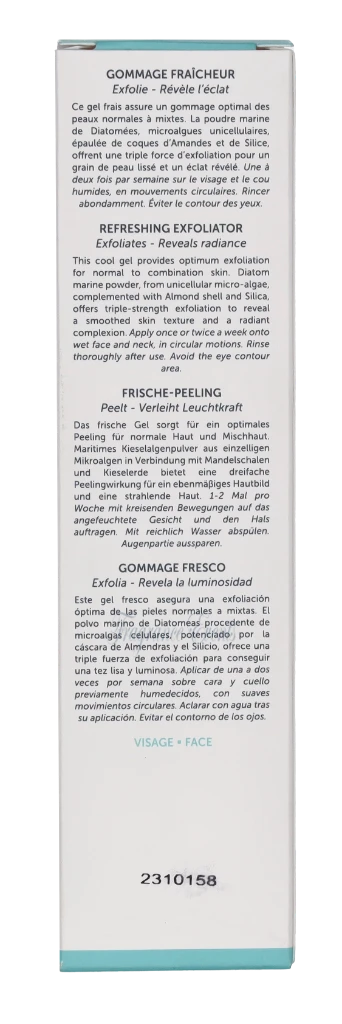 GOMMAGE FRAÎCHEUR
Exfolie - Révèle l'éclat
Ce gel frais assure un gommage optimal des
peaux normales à mixtes. La poudre marine
de Diatomées, microalgues unicellulaires,
épaulée de coques d'Amandes et de Silice,
offrent une triple force d'exfoliation pour un
grain de peau lissé et un éclat révélé. Une à
deux fois par semaine sur le visage et le cou
humides, en mouvements circulaires. Rincer
abondamment. Éviter le contour des yeux.
REFRESHING EXFOLIATOR
Exfoliates - Reveals radiance
This cool gel provides optimum exfoliation
for normal to combination skin. Diatom
marine powder, from unicellular micro-algae,
complemented with Almond shell and Silica,
offers triple-strength exfoliation to reveal
a smoothed skin texture and a radiant
complexion. Apply once or twice a week onto
wet face and neck, in circular motions. Rinse
thoroughly after use. Avoid the eye contour
area.
FRISCHE-PEELING
Peelt - Verleiht Leuchtkraft
Das frische Gel sorgt für ein optimales
Peeling für normale Haut und Mischhaut.
Maritimes Kieselalgenpulver aus einzelligen
Mikroalgen in Verbindung mit Mandelschalen
und Kieselerde bietet eine dreifache
Peelingwirkung für ein ebenmäßiges Hautbild
und eine strahlende Haut. 1-2 Mal pro
Woche mit kreisenden Bewegungen auf das
angefeuchtete Gesicht und den Hals
auftragen. Mit reichlich Wasser abspülen.
Augenpartie aussparen.
GOMMAGE FRESCO
Exfolia - Revela la luminosidad
Este gel fresco asegura una exfoliación
óptima de las pieles normales a mixtas. El
polvo marino de Diatomeas procedente de
microalgas celulares, potenciado por la
cáscara de Almendras y el Silicio, ofrece una
triple fuerza de exfoliación para conseguir
una tez lisa y luminosa. Aplicar de una a dos
veces por semana sobre cara y cuello
previamente humedecidos, con suaves
movimientos circulares. Aclarar con agua tras
su aplicación. Evitar el contorno de los ojos.
VISAGE • FACE
2310158